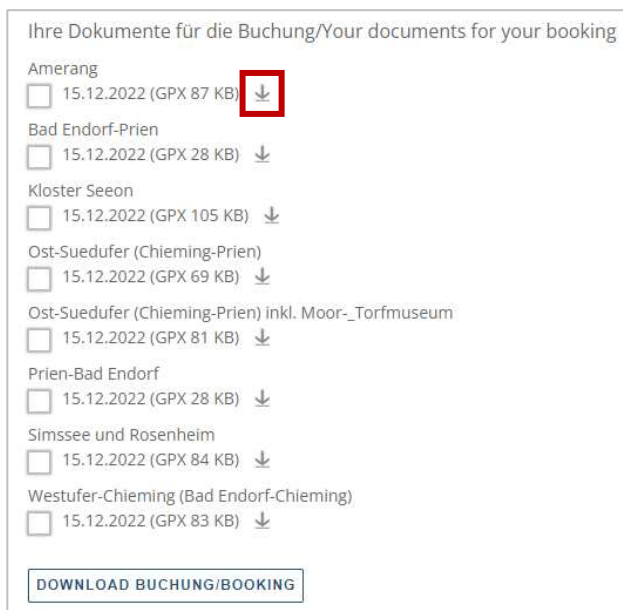 Ihre Dokumente für die Buchung/Your documents for your booking
Amerang
15.12.2022 (GPX 87 KB)
Bad Endorf-Prien
15.12.2022 (GPX 28 KB)
Kloster Seeon
15.12.2022 (GPX 105 KB)
Ost-Suedufer (Chieming-Prien)
15.12.2022 (GPX 69 KB)
Ost-Suedufer (Chieming-Prien) inkl. Moor-_Torfmuseum
15.12.2022 (GPX 81 KB)
Prien-Bad Endorf
15.12.2022 (GPX 28 KB)
Simssee und Rosenheim
15.12.2022 (GPX 84 KB)
Westufer-Chieming (Bad Endorf-Chieming)
15.12.2022 (GPX 83 KB)
DOWNLOAD BUCHUNG/BOOKING